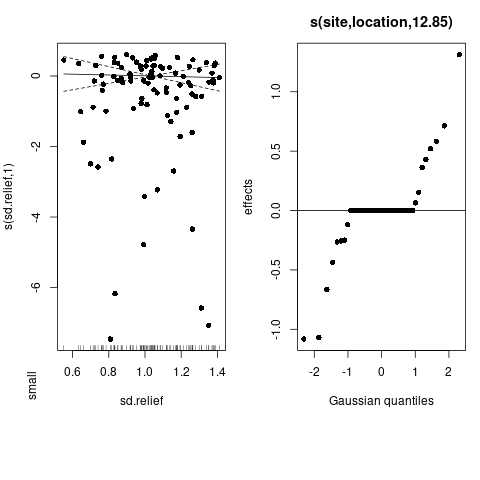 s(site,location,12.85)
s(sd.relief,1)
0
-2
-4
-6
0.6 0.8 1.0 1.2 1.4
sd.relief
small
effects
1.0
0.5
0.0
-0.5
-1.0
-2 -1 0 1 2
Gaussian quantiles